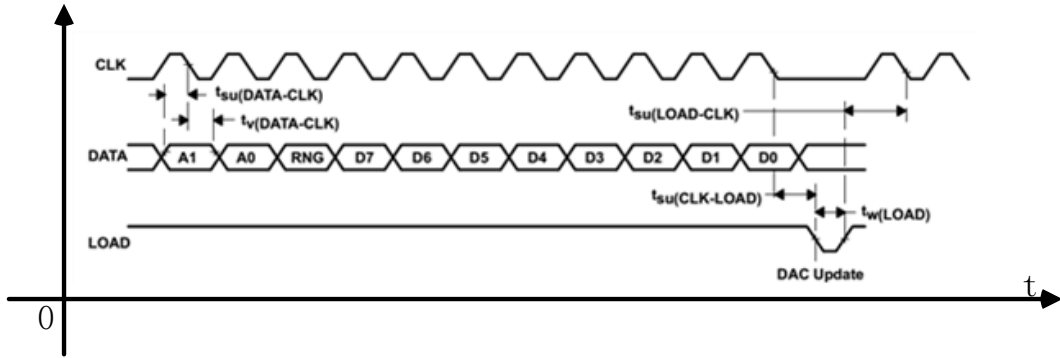 CLK
tsu(DATA-CLK)
tv(DATA-CLK)
tsu(LOAD-CLK)
DATA A1 A0 RNG D7 D6 D5 D4 D3 D2 D1 D0
tsu(CLK-LOAD)
tw(LOAD)
LOAD
DAC Update
t
0